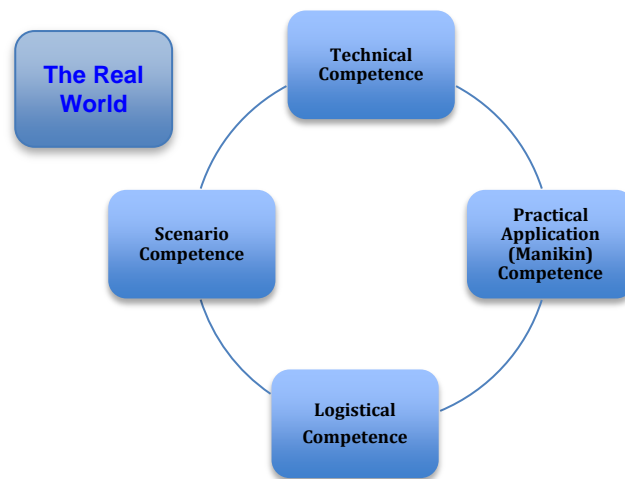 The Real
World
Technical
Competence
Scenario
Competence
Practical
Application
(Manikin)
Competence
Logistical
Competence